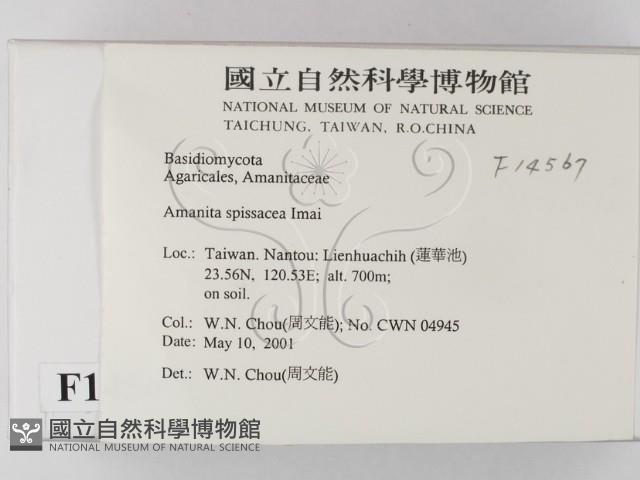 國立自然科學博物館
NATIONAL MUSEUM OF NATURAL SCIENCE
TAICHUNG, TAIWAN, R.O.CHINA
Basidiomycota
Agaricales, Amanitaceae
F14567
Amanita spissacea Imai
Loc.: Taiwan. Nantou: Lienhuachih (蓮華池)
23.56N, 120.53E; alt. 700m;
on soil.
Col.: W.N. Chou(周文能); No. CWN 04945
Date: May 10, 2001
Det.: W.N. Chou(周文能)
F1
國立自然科學博物館
NATIONAL MUSEUM OF NATURAL SCIENCE